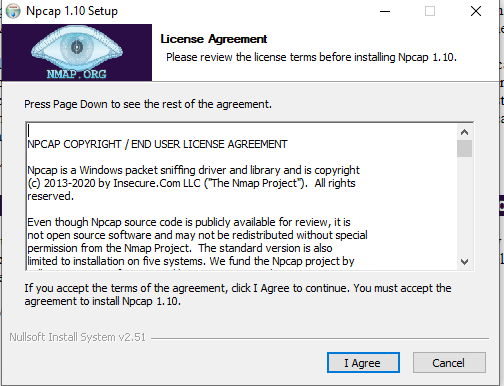 Npcap 1.10 Setup
NMAP.ORG
License Agreement
Please review the license terms before installing Npcap 1.10.
Press Page Down to see the rest of the agreement.
NPCAP COPYRIGHT / END USER LICENSE AGREEMENT
Npcap is a Windows packet sniffing driver and library and is copyright
(c) 2013-2020 by Insecure.Com LLC ("The Nmap Project").  All rights
reserved.
Even though Npcap source code is publicly available for review, it is
not open source software and may not be redistributed without special
permission from the Nmap Project.  The standard version is also
limited to installation on five systems. We fund the Npcap project by
If you accept the terms of the agreement, click I Agree to continue. You must accept the
agreement to install Npcap 1.10.
Nullsoft Install System v2.51
I Agree
Cancel